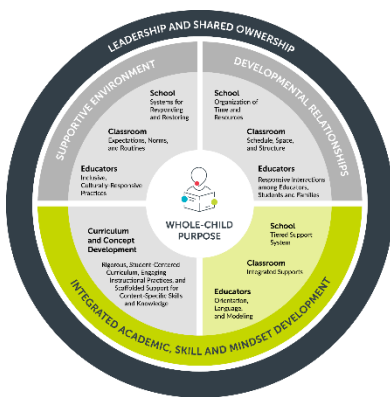 LEADERSHIP AND SHARED OWNERSHIP
SUPPORTIVE ENVIRONMENT
School
Systems for
Responding
and Restoring
Classroom
Expectations, Norms,
and Routines
Educators
Inclusive,
Culturally-Responsive
Practices
DEVELOPMENTAL RELATIONSHIPS
School
Organization of
Time and
Resources
Classroom
Schedule, Space,
and Structure
Educators
Responsive Interactions
among Educators,
Students and Families
WHOLE-CHILD
PURPOSE
Curriculum
and Concept
Development
Rigorous, Student-Centered
Curriculum, Engaging
Instructional Practices, and
Scaffolded Support for
Content-Specific Skills
and Knowledge
School
Tiered Support
System
Classroom
Integrated Supports
Educators
Orientation,
Language,
and Modeling
INTEGRATED ACADEMIC, SKILL AND MINDSET DEVELOPMENT